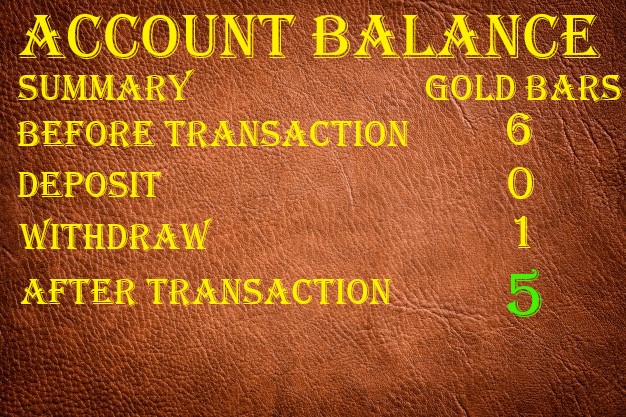 ACCOUNT BALANCE
SUMMARY GOLD BARS
BEFORE TRANSACTION 6
DEPOSIT 0
WITHDRAW 1
AFTER TRANSACTION 5